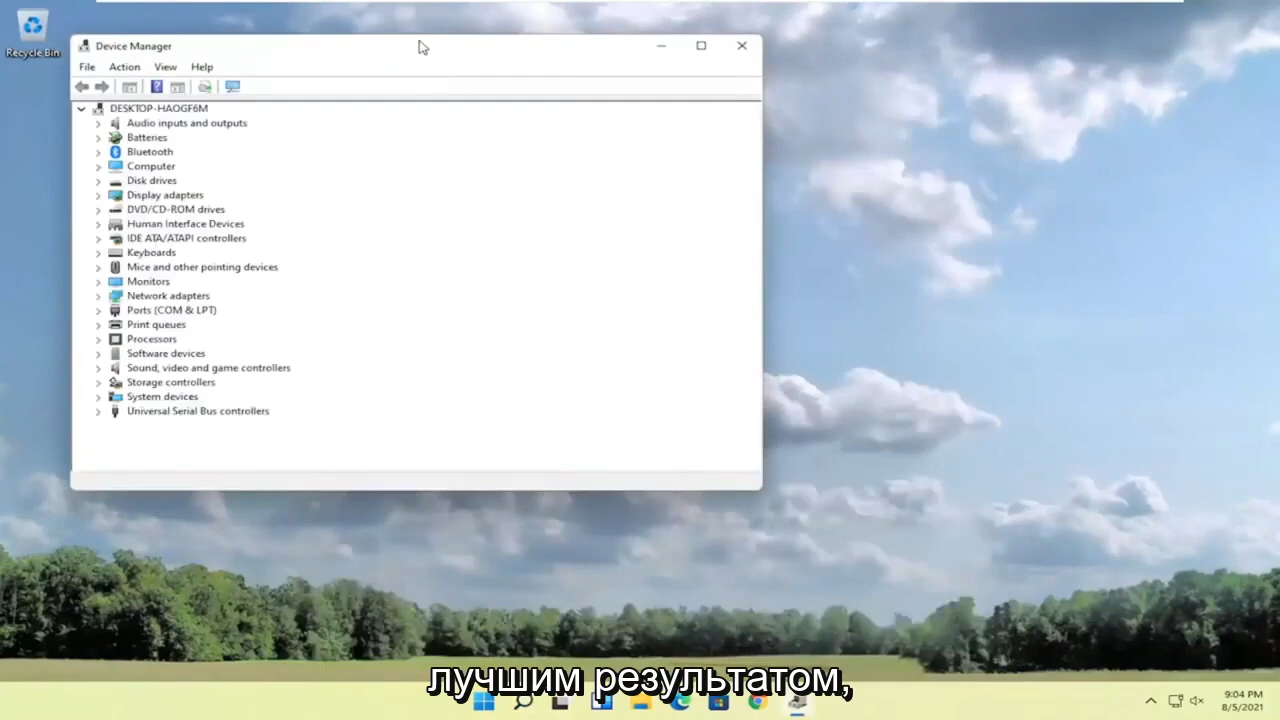 Recycle Bin
Device Manager
File Action View Help
DESKTOP-HAOGF6M
Audio inputs and outputs
Batteries
Bluetooth
Computer
Disk drives
Display adapters
DVD/CD-ROM drives
Human Interface Devices
IDE ATA/ATAPI controllers
Keyboards
Mice and other pointing devices
Monitors
Network adapters
Ports (COM & LPT)
Print queues
Processors
Software devices
Sound, video and game controllers
Storage controllers
System devices
Universal Serial Bus controllers
лучшим результатом,
9:04 PM
8/5/2021